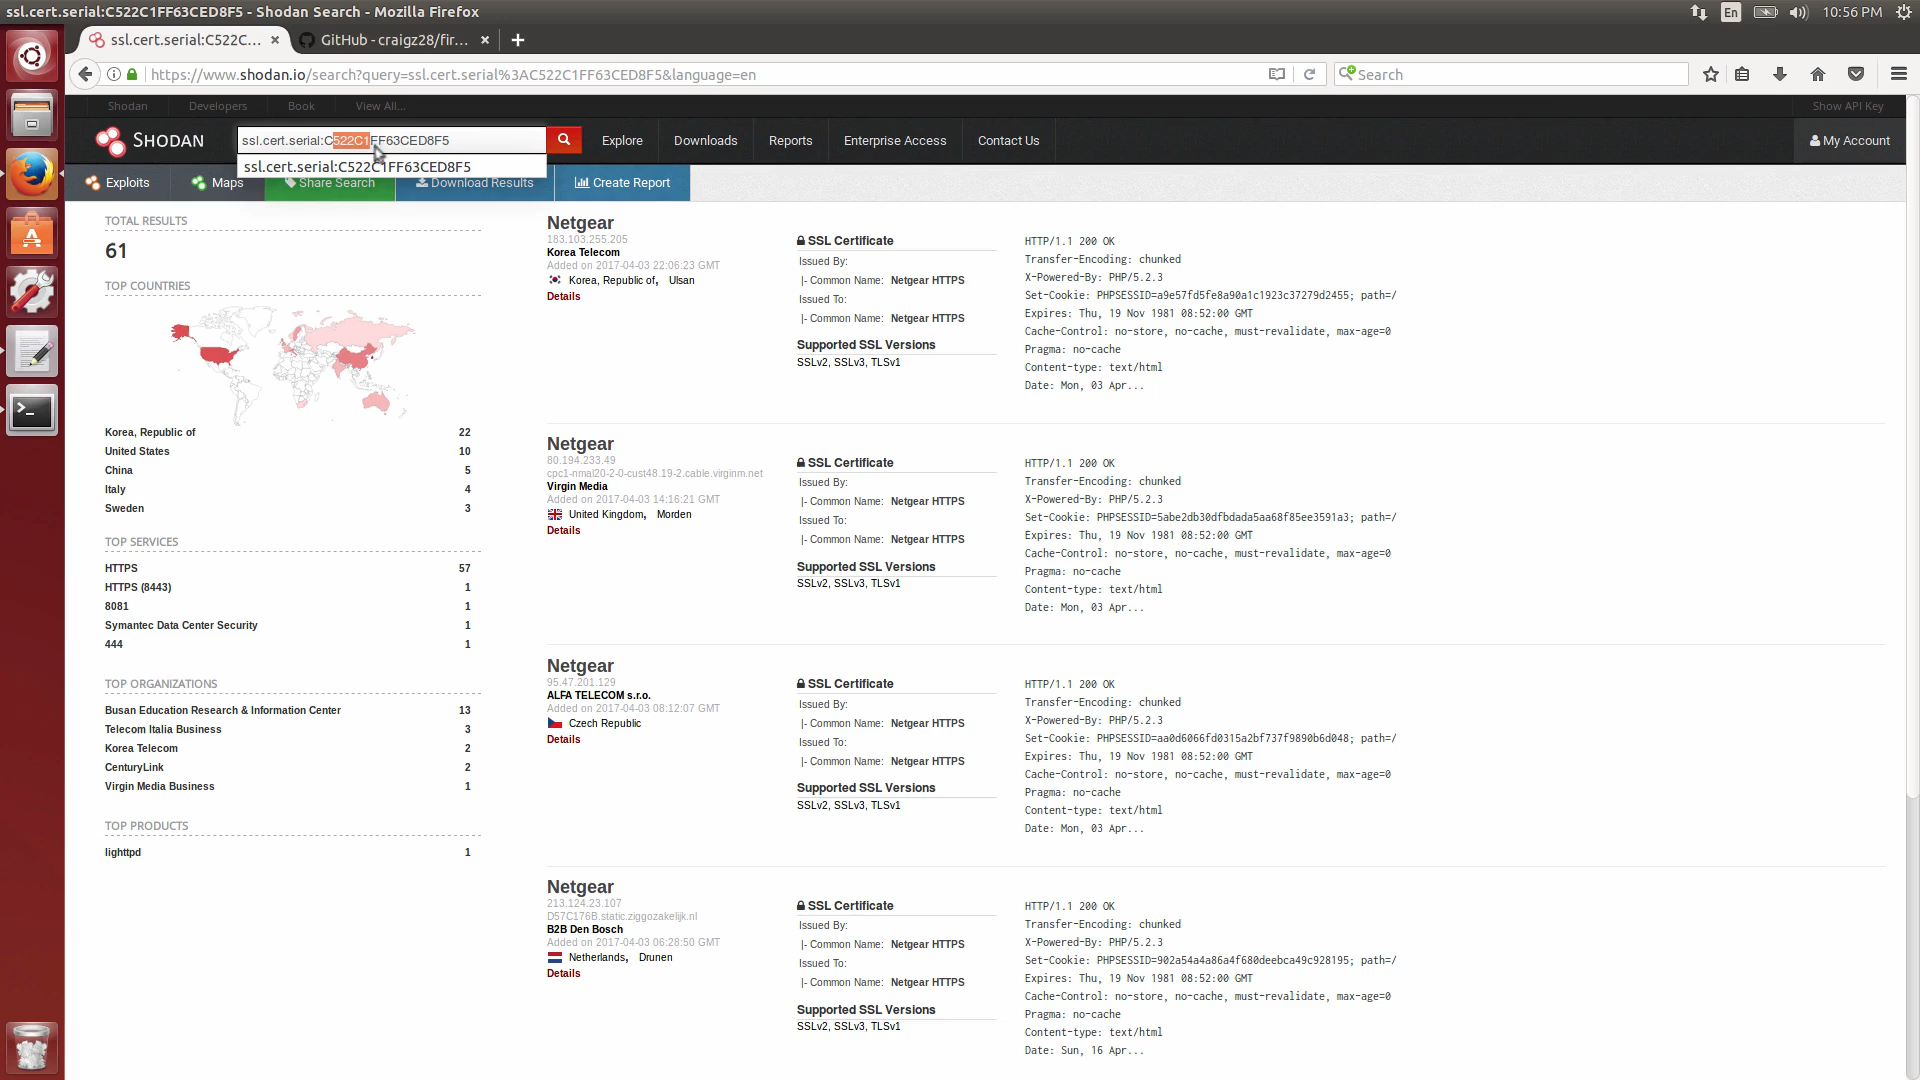 ssl.cert.serial:C522C1FF63CED8F5 - Shodan Search - Mozilla Firefox
En
10:56 PM
ssl.cert.serial:C522C...
GitHub - craigz28/fir...
https://www.shodan.io/search?query=ssl.cert.serial%3AC522C1FF63CED8F5&language=en
Search
Shodan
Developers
Book
View All...
Show API Key
SHODAN
ssl.cert.serial:C522C1FF63CED8F5
Explore
Downloads
Reports
Enterprise Access
Contact Us
My Account
ssl.cert.serial:C522C1FF63CED8F5
Exploits
Maps
Share Search
Download Results
Create Report
TOTAL RESULTS
61
TOP COUNTRIES
Korea, Republic of 22
United States 10
China 5
Italy 4
Sweden 3
TOP SERVICES
HTTPS 57
HTTPS (8443) 1
8081 1
Symantec Data Center Security 1
444 1
TOP ORGANIZATIONS
Busan Education Research & Information Center 13
Telecom Italia Business 3
Korea Telecom 2
CenturyLink 2
Virgin Media Business 1
TOP PRODUCTS
lighttpd 1
Netgear
183.103.255.205
Korea Telecom
Added on 2017-04-03 22:06:23 GMT
Korea, Republic of, Ulsan
Details
SSL Certificate
Issued By:
|- Common Name: Netgear HTTPS
Issued To:
|- Common Name: Netgear HTTPS
Supported SSL Versions
SSLv2, SSLv3, TLSv1
HTTP/1.1 200 OK
Transfer-Encoding: chunked
X-Powered-By: PHP/5.2.3
Set-Cookie: PHPSESSID=a9e57fd5fe8a90a1c1923c37279d2455; path=/
Expires: Thu, 19 Nov 1981 08:52:00 GMT
Cache-Control: no-store, no-cache, must-revalidate, max-age=0
Pragma: no-cache
Content-type: text/html
Date: Mon, 03 Apr...
Netgear
80.194.233.49
cpc1-nmal20-2-0-cust48.19-2.cable.virginm.net
Virgin Media
Added on 2017-04-03 14:16:21 GMT
United Kingdom, Morden
Details
SSL Certificate
Issued By:
|- Common Name: Netgear HTTPS
Issued To:
|- Common Name: Netgear HTTPS
Supported SSL Versions
SSLv2, SSLv3, TLSv1
HTTP/1.1 200 OK
Transfer-Encoding: chunked
X-Powered-By: PHP/5.2.3
Set-Cookie: PHPSESSID=5abe2db30dfbdada5aa68f85ee3591a3; path=/
Expires: Thu, 19 Nov 1981 08:52:00 GMT
Cache-Control: no-store, no-cache, must-revalidate, max-age=0
Pragma: no-cache
Content-type: text/html
Date: Mon, 03 Apr...
Netgear
95.47.201.129
ALFA TELECOM s.r.o.
Added on 2017-04-03 08:12:07 GMT
Czech Republic
Details
SSL Certificate
Issued By:
|- Common Name: Netgear HTTPS
Issued To:
|- Common Name: Netgear HTTPS
Supported SSL Versions
SSLv2, SSLv3, TLSv1
HTTP/1.1 200 OK
Transfer-Encoding: chunked
X-Powered-By: PHP/5.2.3
Set-Cookie: PHPSESSID=aa0d6066fd0315a2bf737f9890b6d048; path=/
Expires: Thu, 19 Nov 1981 08:52:00 GMT
Cache-Control: no-store, no-cache, must-revalidate, max-age=0
Pragma: no-cache
Content-type: text/html
Date: Mon, 03 Apr...
Netgear
213.124.23.107
D57C176B.static.ziggozakelijk.nl
B2B Den Bosch
Added on 2017-04-03 06:28:50 GMT
Netherlands, Drunen
Details
SSL Certificate
Issued By:
|- Common Name: Netgear HTTPS
Issued To:
|- Common Name: Netgear HTTPS
Supported SSL Versions
SSLv2, SSLv3, TLSv1
HTTP/1.1 200 OK
Transfer-Encoding: chunked
X-Powered-By: PHP/5.2.3
Set-Cookie: PHPSESSID=902a54a4a86a4f680deebca49c928195; path=/
Expires: Thu, 19 Nov 1981 08:52:00 GMT
Cache-Control: no-store, no-cache, must-revalidate, max-age=0
Pragma: no-cache
Content-type: text/html
Date: Sun, 16 Apr...